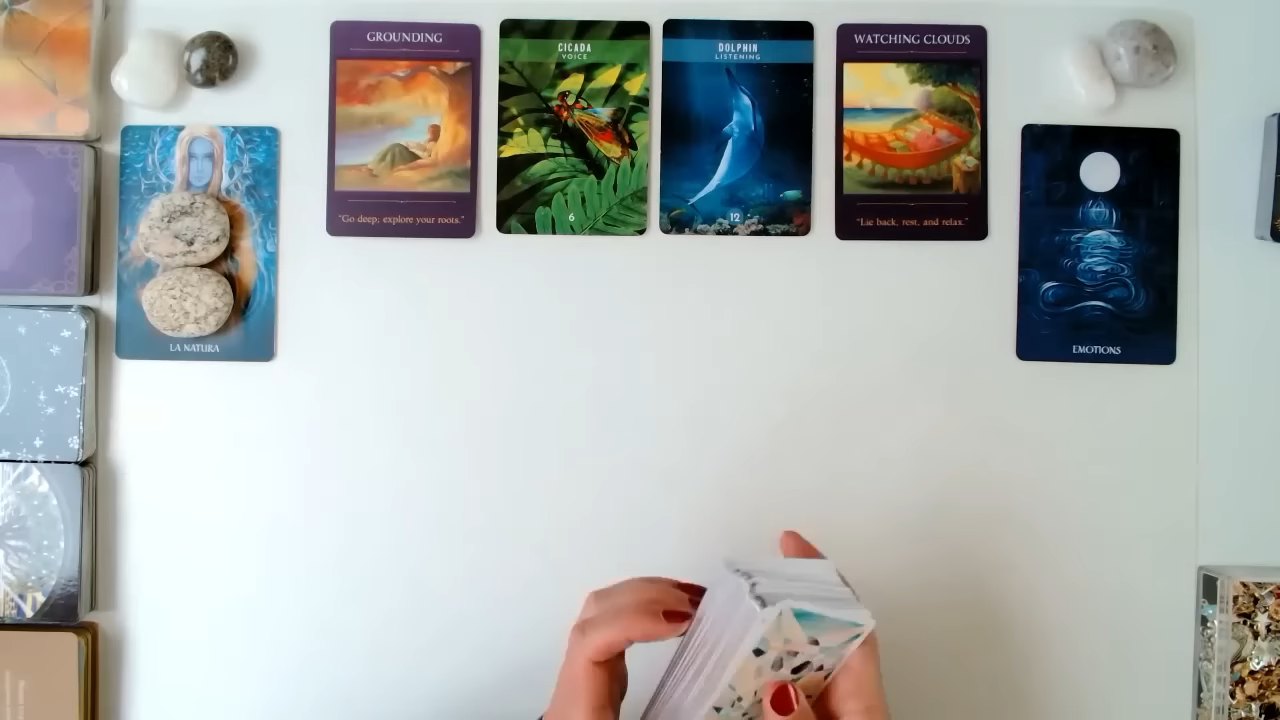 GROUNDING
"Go deep; explore your roots."
CICADA
VOICE
6
DOLPHIN
LISTENING
12
WATCHING CLOUDS
"Lie back, rest, and relax."
LA NATURA
EMOTIONS